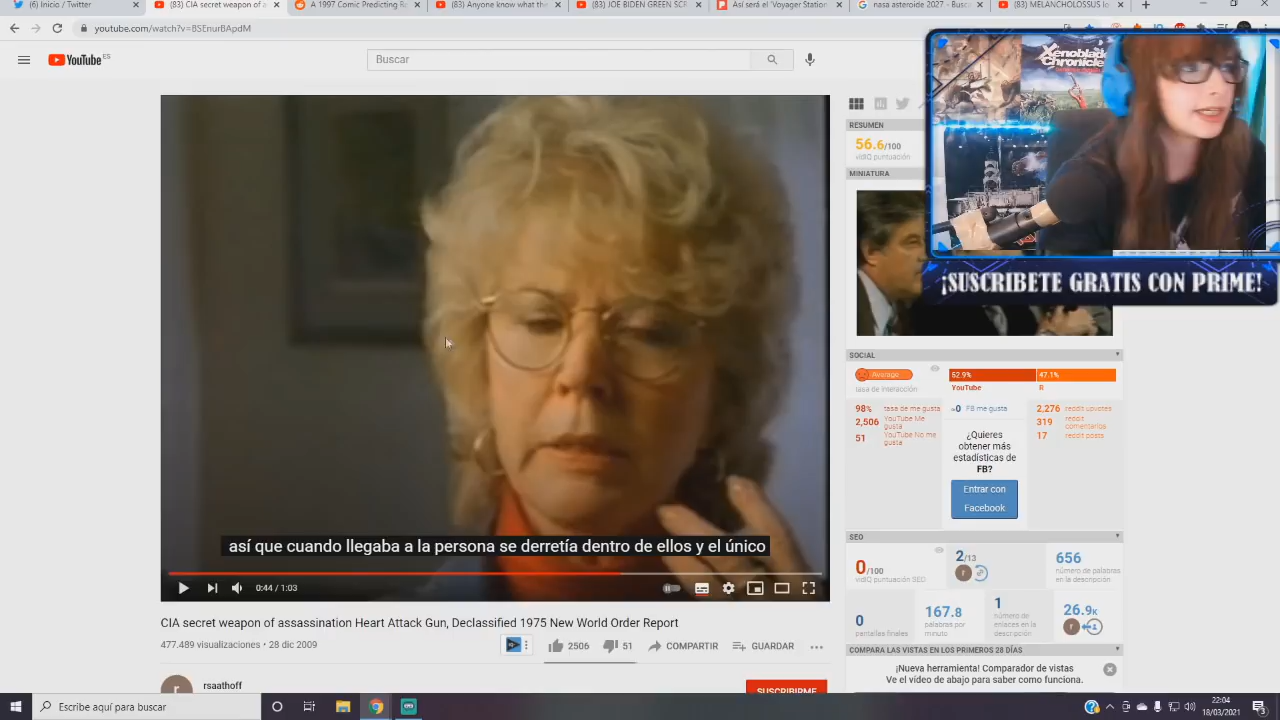 Inicio / Twitter
(83) CIA secret weapon of a
A 1997 Comic Predicting R
(83) Anyone know what the
(83) JOE BIDEN GREEN SCR
Así será el 'Voyager Station
nasa asteroide 2027 - Busc
(83) MELANCHOLOSSUS lo
youtube.com/watch?v=8SEnurBApdM
YouTube ES
Buscar
RESUMEN
56.6/100
vidIQ puntuación
MINIATURA
Xenoblade
Chronicles
¡SUSCRIBETE GRATIS CON PRIME!
SOCIAL
Average
tasa de interacción
52.9%
47.1%
YouTube
R
98% tasa de me gusta
2,506 YouTube Me gusta
51 YouTube No me gusta
0 FB me gusta
¿Quieres
obtener más
estadísticas de
FB?
Entrar con
Facebook
2,276 reddit upvotes
319 reddit comentarios
17 reddit posts
así que cuando llegaba a la persona se derretía dentro de ellos y el único
0:44 / 1:03
SEO
0/100
vidIQ puntuación SEO
2/13
656
número de palabras
en la descripción
0
pantallas finales
167.8
palabras por
minuto
1
número de
enlaces en la
descripción
26.9K
CIA secret weapon of assassination Heart Attack Gun, Declassified 1975 New World Order Report
477.489 visualizaciones • 28 dic 2009
2506
51
COMPARTIR
GUARDAR
COMPARA LAS VISTAS EN LOS PRIMEROS 28 DÍAS
¡Nueva herramienta! Comparador de vistas
Ve el vídeo de abajo para saber como funciona.
r
rsaathoff
SUSCRIBIRME
Escribe aquí para buscar
22:04
18/03/2021
3